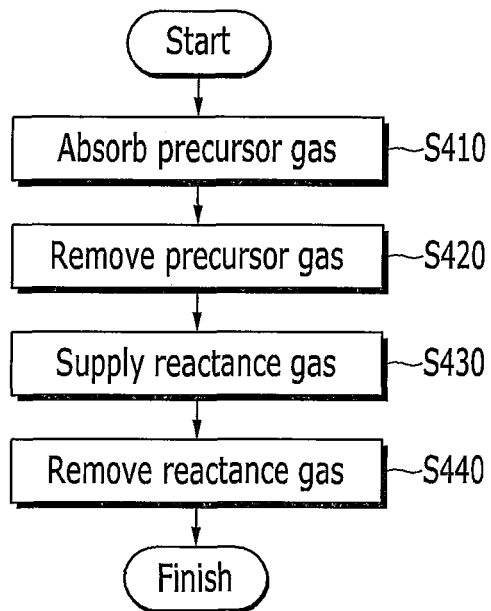 Start
Absorb precursor gas S410
Remove precursor gas S420
Supply reactance gas S430
Remove reactance gas S440
Finish